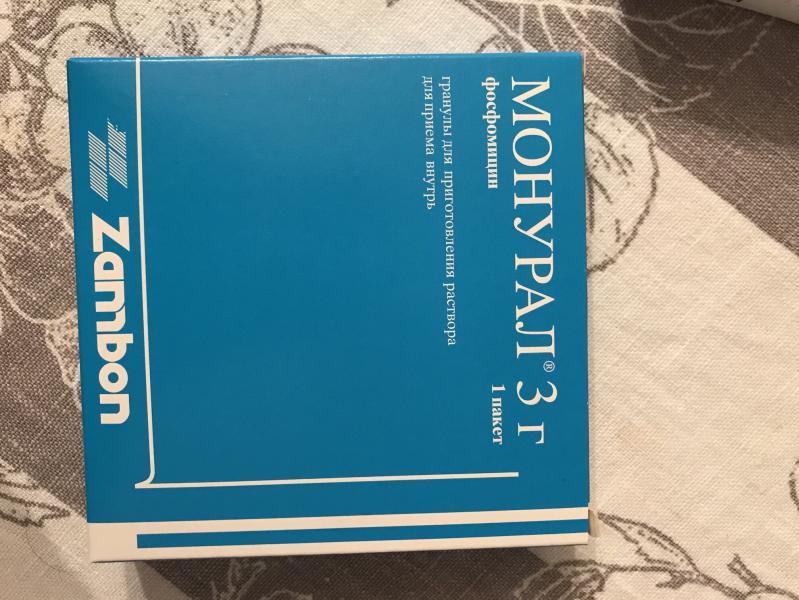 МОНУРАЛ® 3 г
фосфомицин
1 пакет
гранулы для приготовления раствора
для приема внутрь
Zambon